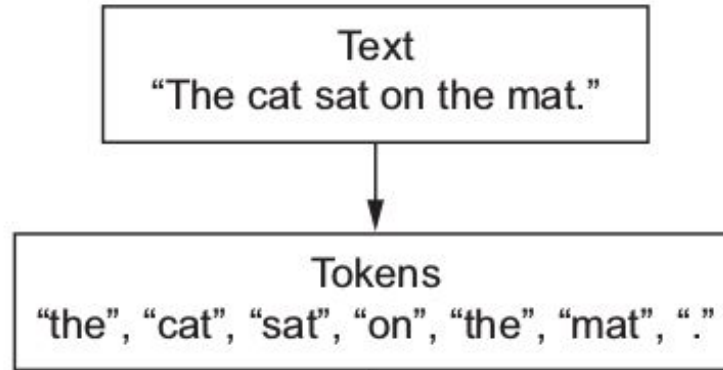 Text
“The cat sat on the mat.”
Tokens
“the”, “cat”, “sat”, “on”, “the”, “mat”, “.”